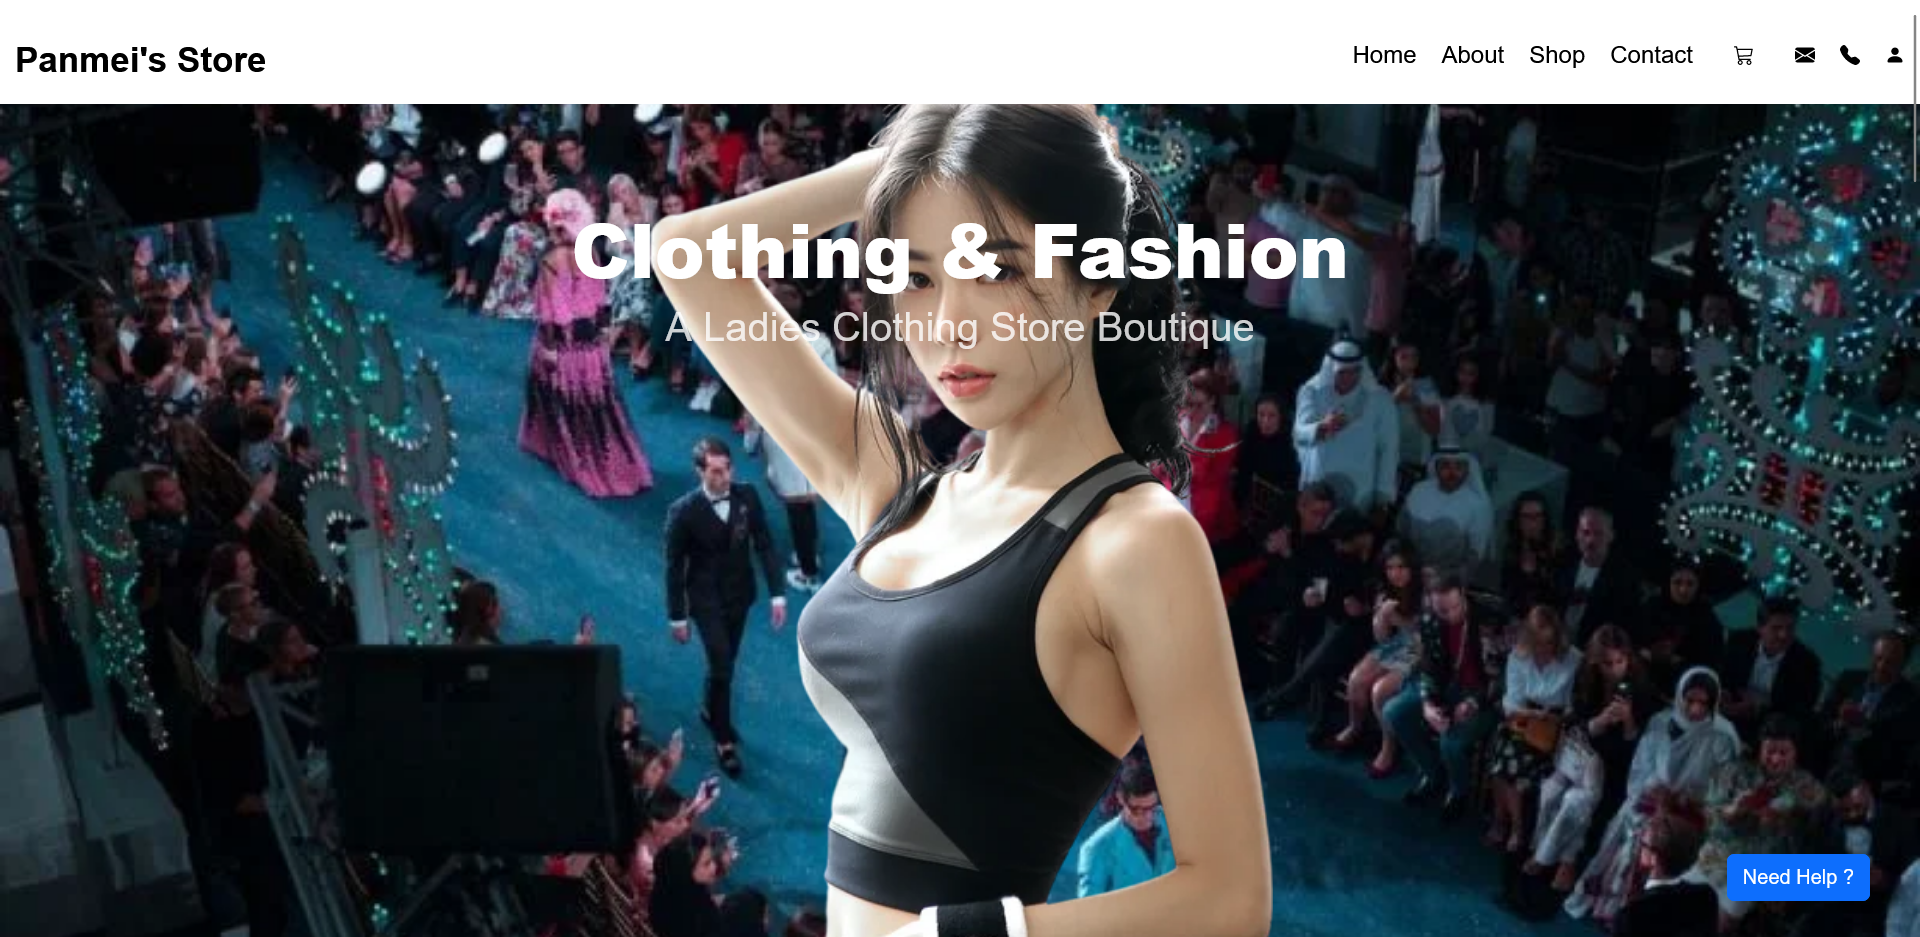 Panmei's Store
Home About Shop Contact
Clothing & Fashion
A Ladies Clothing Store Boutique
Need Help ?